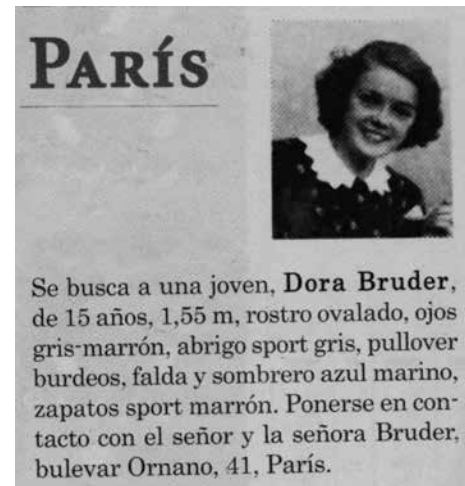 París
Se busca a una joven, Dora Bruder,
de 15 años, 1,55 m, rostro ovalado, ojos
gris-marrón, abrigo sport gris, pullover
burdeos, falda y sombrero azul marino,
zapatos sport marrón. Ponerse en con-
tacto con el señor y la señora Bruder,
bulevar Ornano, 41, París.